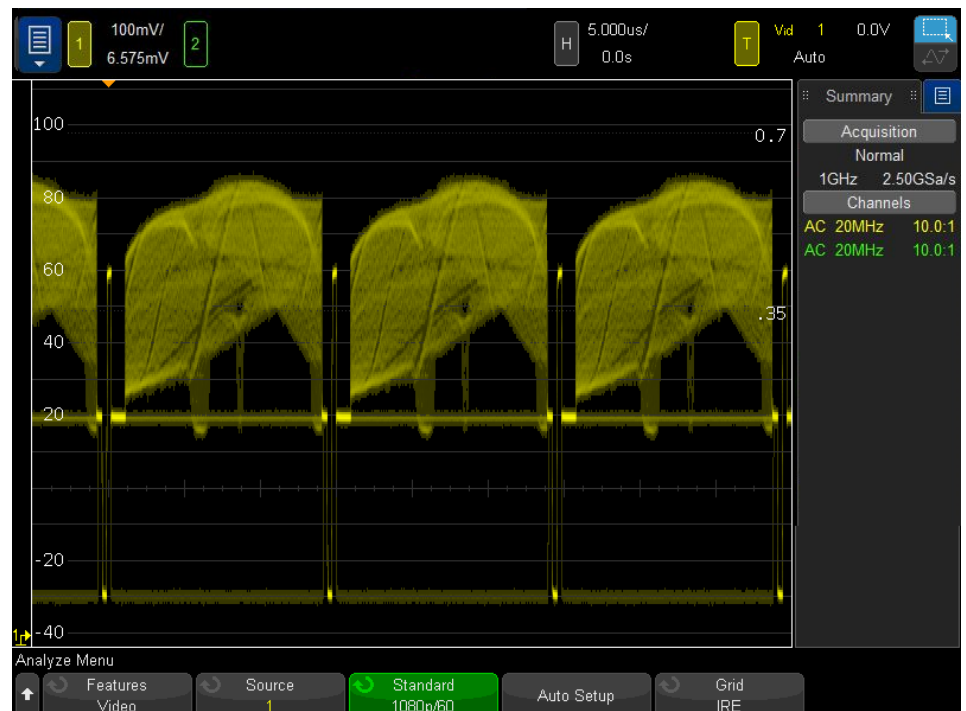 1
100mV/
6.575mV
2
H
5.000us/
0.0s
T
Vid 1 0.0V
Auto
100
80
60
40
20
-20
-40
0.7
.35
Summary
Acquisition
Normal
1GHz 2.50GSa/s
Channels
AC 20MHz 10.0:1
AC 20MHz 10.0:1
1
Analyze Menu
Features
Video
Source
1
Standard
1080p/60
Auto Setup
Grid
IRE